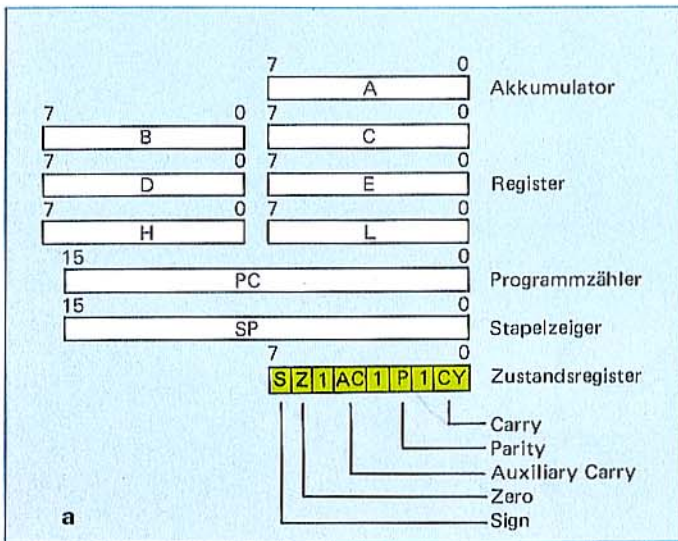 7 0
A Akkumulator
7 0 7 0
B C
7 0 7 0
D E Register
7 0 7 0
H L
15 0
PC Programmzähler
15 0
SP Stapelzeiger
7 0
S Z 1 AC 1 P 1 CY Zustandsregister
Carry
Parity
Auxiliary Carry
Zero
a Sign